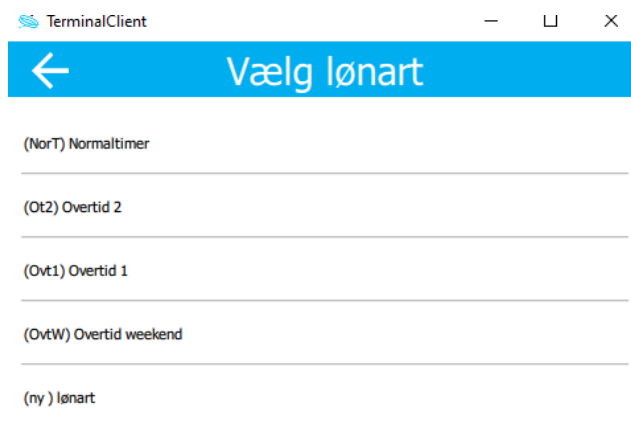 TerminalClient
Vælg lønart
(NorT) Normaltimer
(Ot2) Overtid 2
(Ovt1) Overtid 1
(OvtW) Overtid weekend
(ny ) lønart